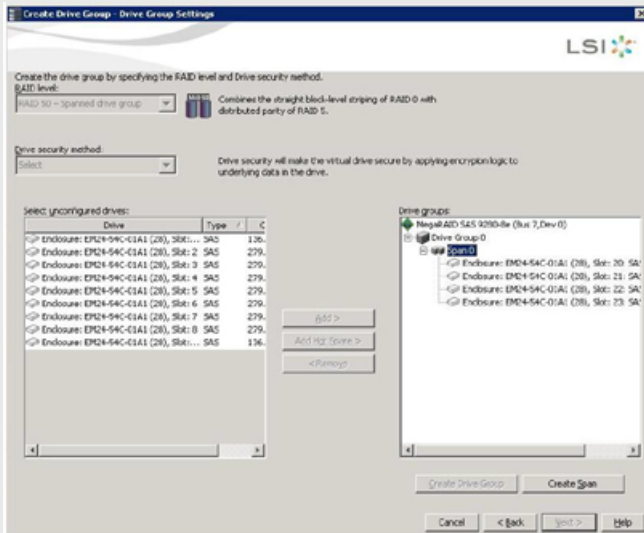 Create Drive Group - Drive Group Settings
LSI
Create the drive group by specifying the RAID level and Drive security method.
RAID level:
RAID 50 - Spanned drive group
Combines the straight block-level striping of RAID 0 with
distributed parity of RAID 5.
Drive security method:
Select
Drive security will make the virtual drive secure by applying encryption logic to
underlying data in the drive.
Select unconfigured drives:
Drive Type / C
Enclosure: EM24-54C-01A1 (28), Slot:... SAS 136.
Enclosure: EM24-54C-01A1 (28), Slot: 2 SAS 279.
Enclosure: EM24-54C-01A1 (28), Slot: 3 SAS 279.
Enclosure: EM24-54C-01A1 (28), Slot: 4 SAS 279.
Enclosure: EM24-54C-01A1 (28), Slot: 5 SAS 279.
Enclosure: EM24-54C-01A1 (28), Slot: 6 SAS 279.
Enclosure: EM24-54C-01A1 (28), Slot: 7 SAS 279.
Enclosure: EM24-54C-01A1 (28), Slot: 8 SAS 279.
Enclosure: EM24-54C-01A1 (28), Slot:... SAS 136.
Add >
Add Hot Spare >
< Remove
Drive groups:
MegaRAID SAS 9280-8e (Bus 7,Dev 0)
Drive Group 0
Span 0
Enclosure: EM24-54C-01A1 (28), Slot: 20: SA
Enclosure: EM24-54C-01A1 (28), Slot: 21: SA
Enclosure: EM24-54C-01A1 (28), Slot: 22: SA
Enclosure: EM24-54C-01A1 (28), Slot: 23: SA
Create Drive Group
Create Span
Cancel
< Back
Next >
Help